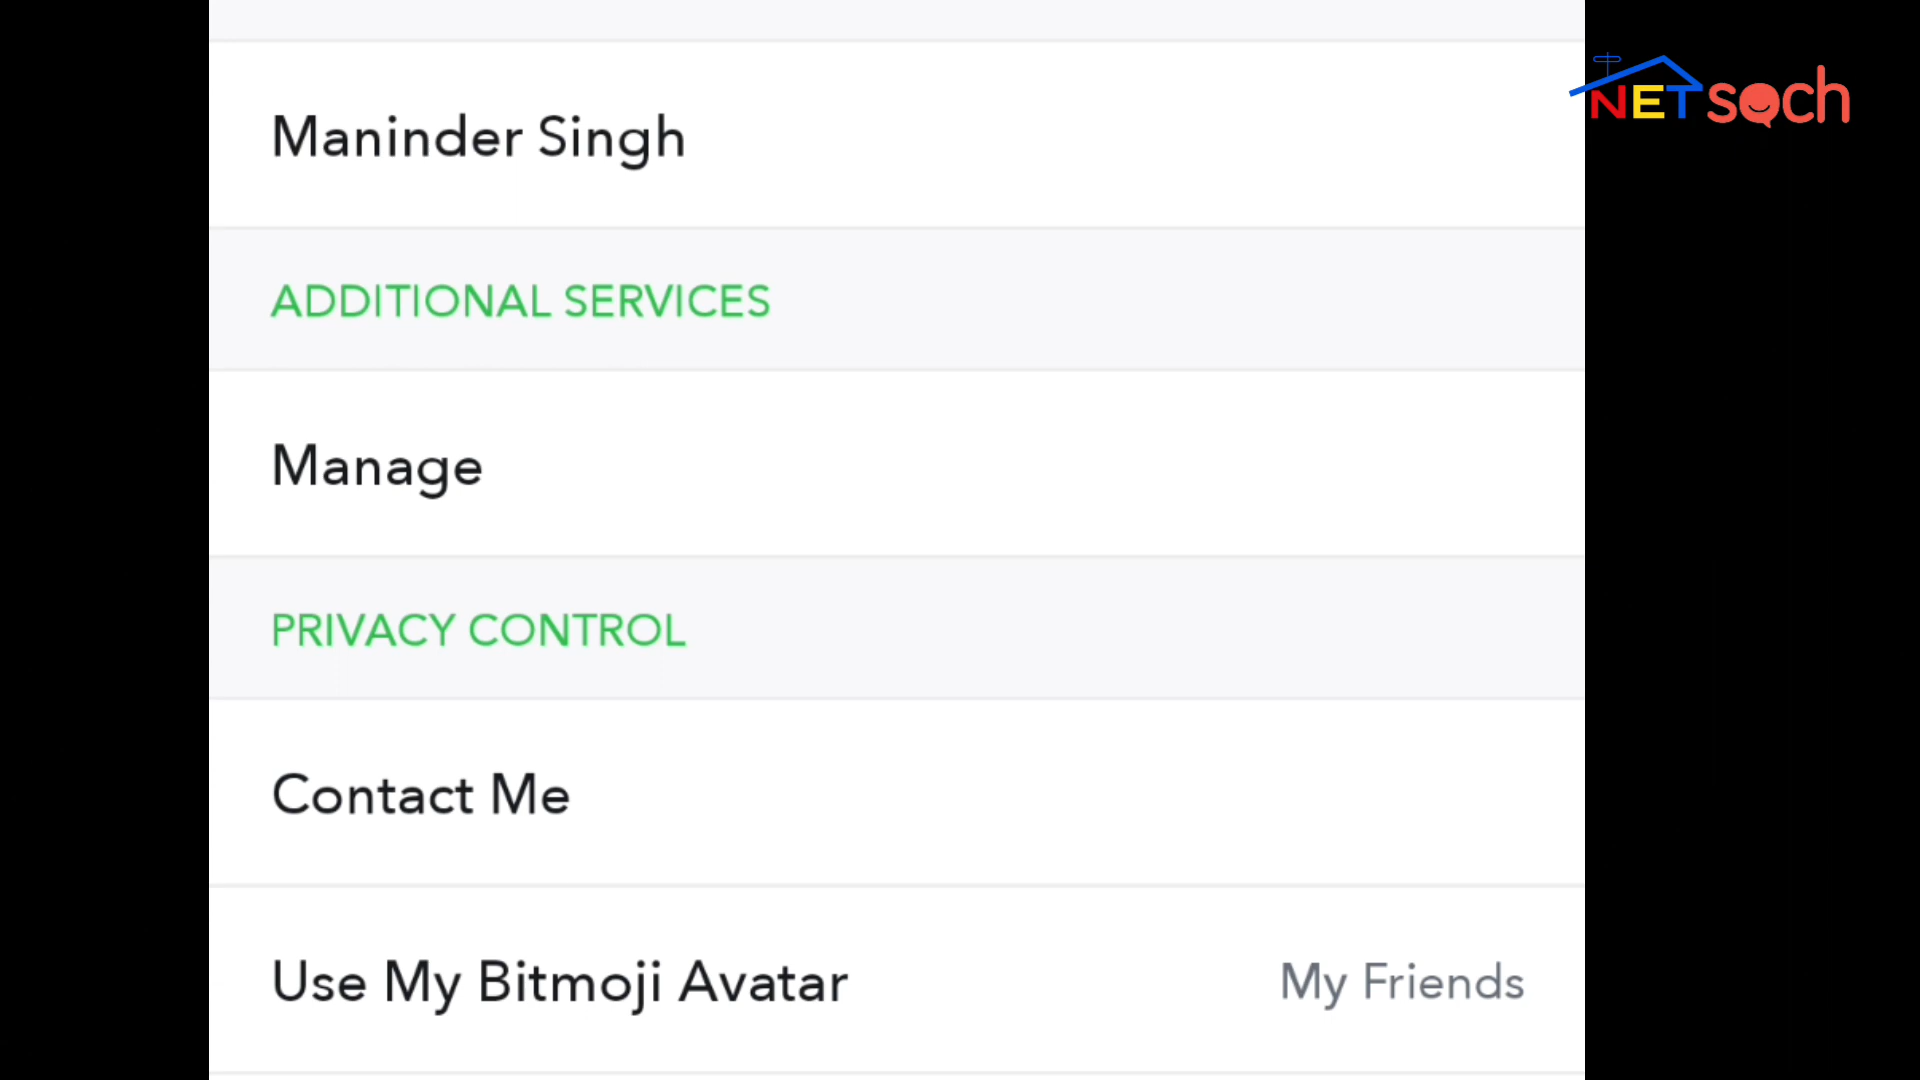 NETsoch
Maninder Singh
ADDITIONAL SERVICES
Manage
PRIVACY CONTROL
Contact Me
Use My Bitmoji Avatar My Friends